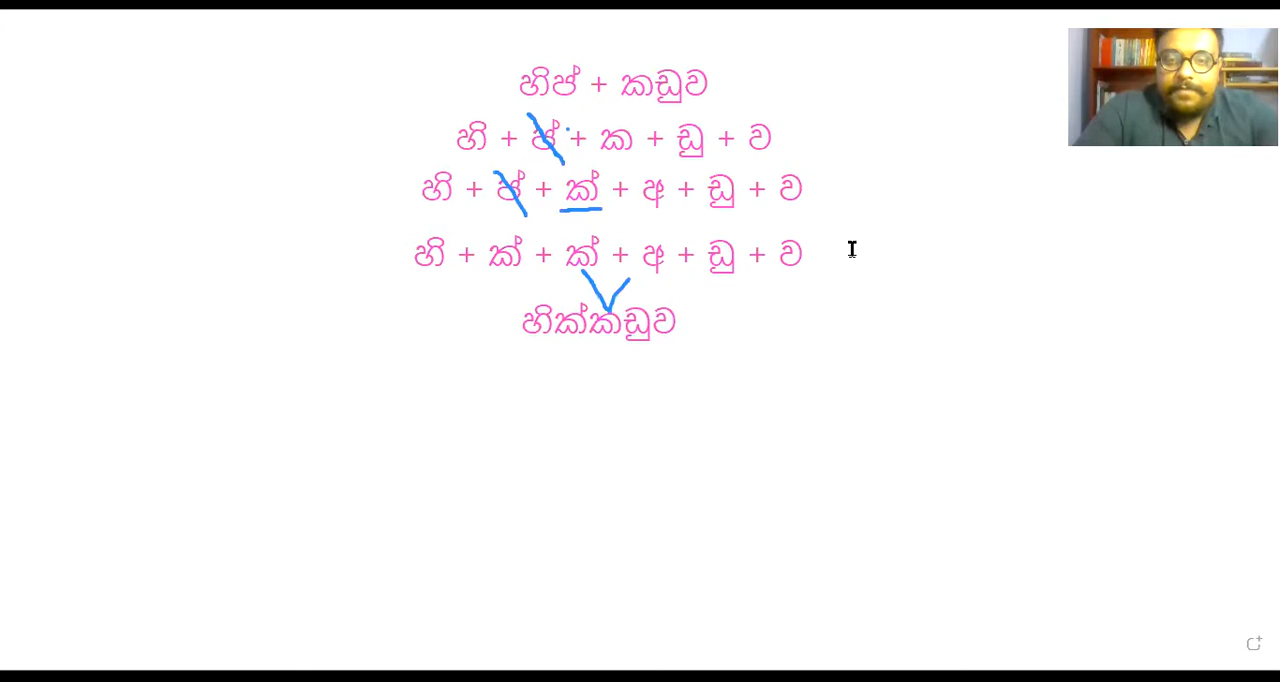 හිප් + කඩුව
හි + ප් + ක + ඩු + ව
හි + ප් + ක් + අ + ඩු + ව
හි + ක් + ක් + අ + ඩු + ව
හික්කඩුව